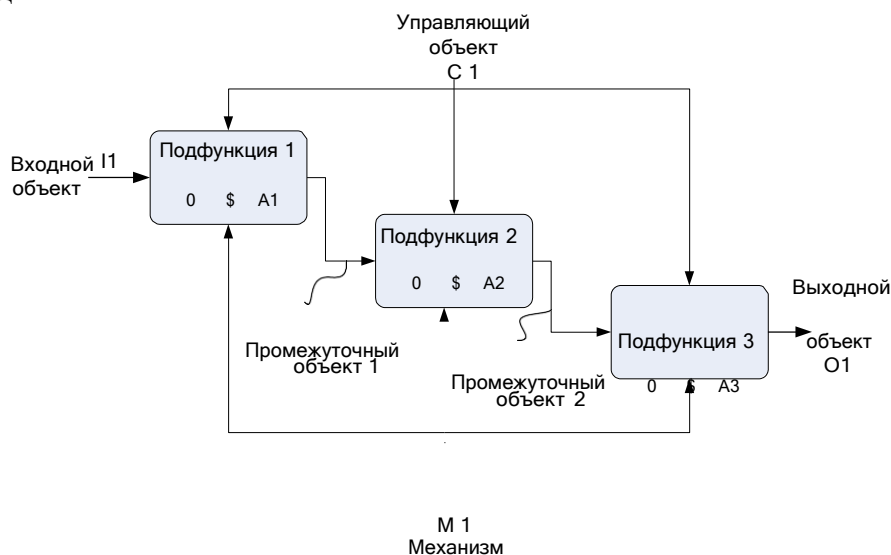 Управляющий
объект
С 1
Входной I1
объект
Подфункция 1
0 $ A1
Подфункция 2
0 $ A2
Промежуточный
объект 1
Подфункция 3
0 $ A3
Промежуточный
объект 2
Выходной
объект
О1
М 1
Механизм